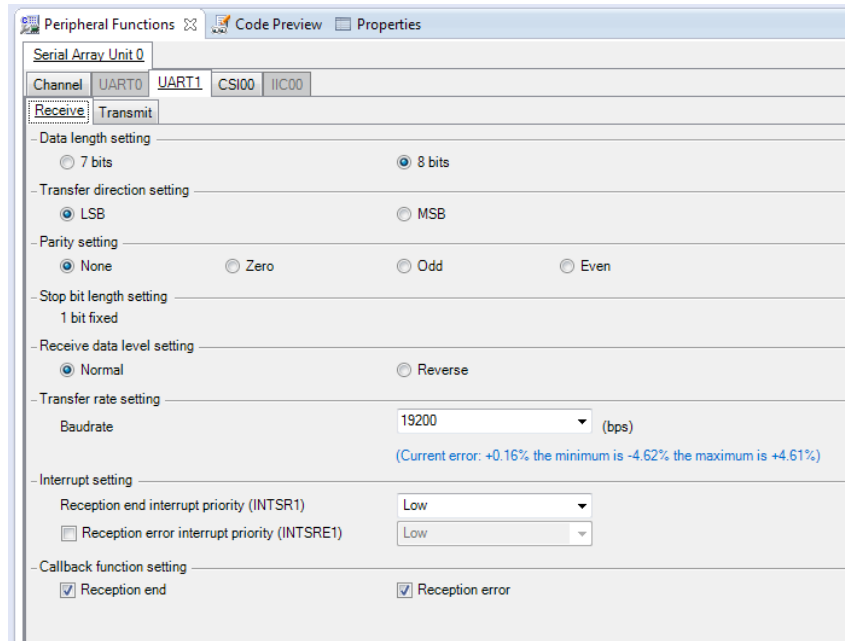 Peripheral Functions Code Preview Properties
Serial Array Unit 0
Channel UART0 UART1 CSI00 IIC00
Receive Transmit
Data length setting
7 bits 8 bits
Transfer direction setting
LSB MSB
Parity setting
None Zero Odd Even
Stop bit length setting
1 bit fixed
Receive data level setting
Normal Reverse
Transfer rate setting
Baudrate 19200 (bps)
(Current error: +0.16% the minimum is -4.62% the maximum is +4.61%)
Interrupt setting
Reception end interrupt priority (INTSR1) Low
Reception error interrupt priority (INTSRE1) Low
Callback function setting
Reception end Reception error